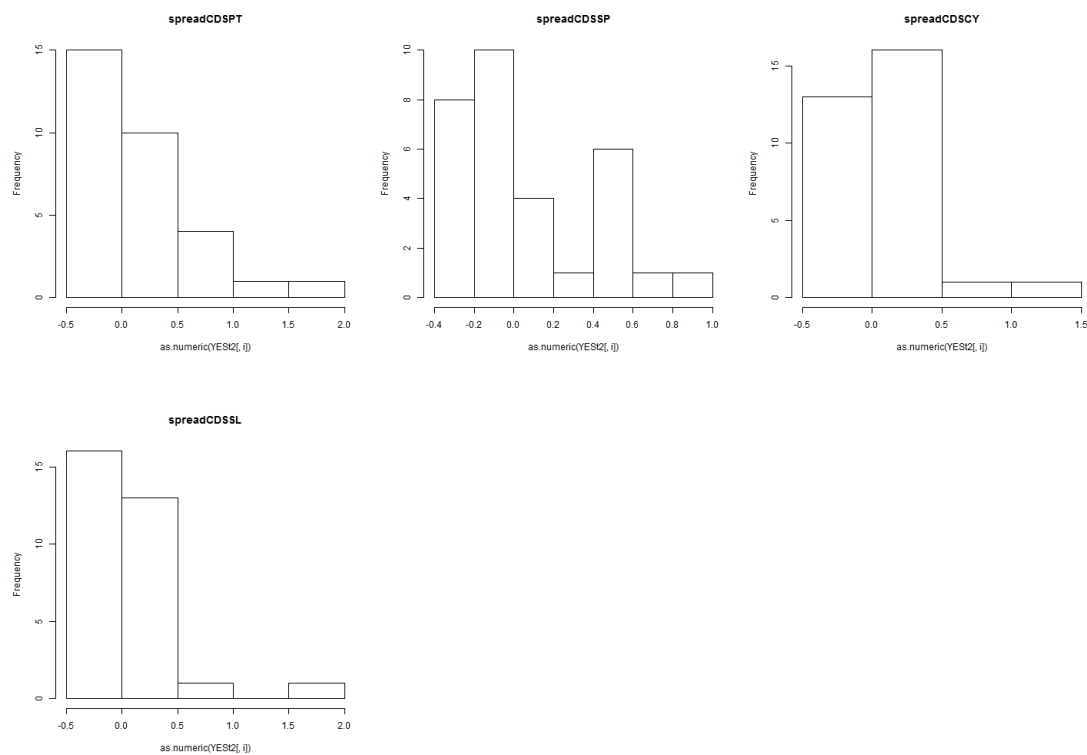 spreadCDSPT
15
10
5
0
Frequency
-0.5 0.0 0.5 1.0 1.5 2.0
as.numeric(YESt2[, i])
spreadCDSSP
10
8
6
4
2
0
Frequency
-0.4 -0.2 0.0 0.2 0.4 0.6 0.8 1.0
as.numeric(YESt2[, i])
spreadCDSCY
15
10
5
0
Frequency
-0.5 0.0 0.5 1.0 1.5
as.numeric(YESt2[, i])
spreadCDSSL
15
10
5
0
Frequency
-0.5 0.0 0.5 1.0 1.5 2.0
as.numeric(YESt2[, i])